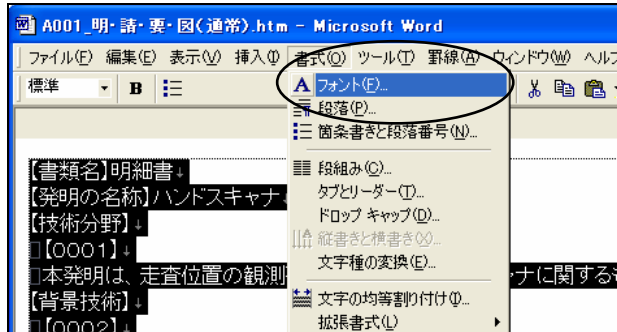 A001_明・請・要・図(通常).htm - Microsoft Word
ファイル(F) 編集(E) 表示(V) 挿入(I) 書式(O) ツール(T) 罫線(A) ウィンドウ(W) ヘル
標準 B
フォント(F)...
段落(P)...
箇条書きと段落番号(N)...
段組み(C)...
タブとリーダー(T)...
ドロップ キャップ(D)...
縦書きと横書き(X)...
文字種の変換(E)...
文字の均等割り付け(I)...
拡張書式(L)
【書類名】明細書↓
【発明の名称】ハンドスキャナ
【技術分野】↓
□【0001】↓
□本発明は、走査位置の観測 ャナに関する
【背景技術】↓
□【0002】↓